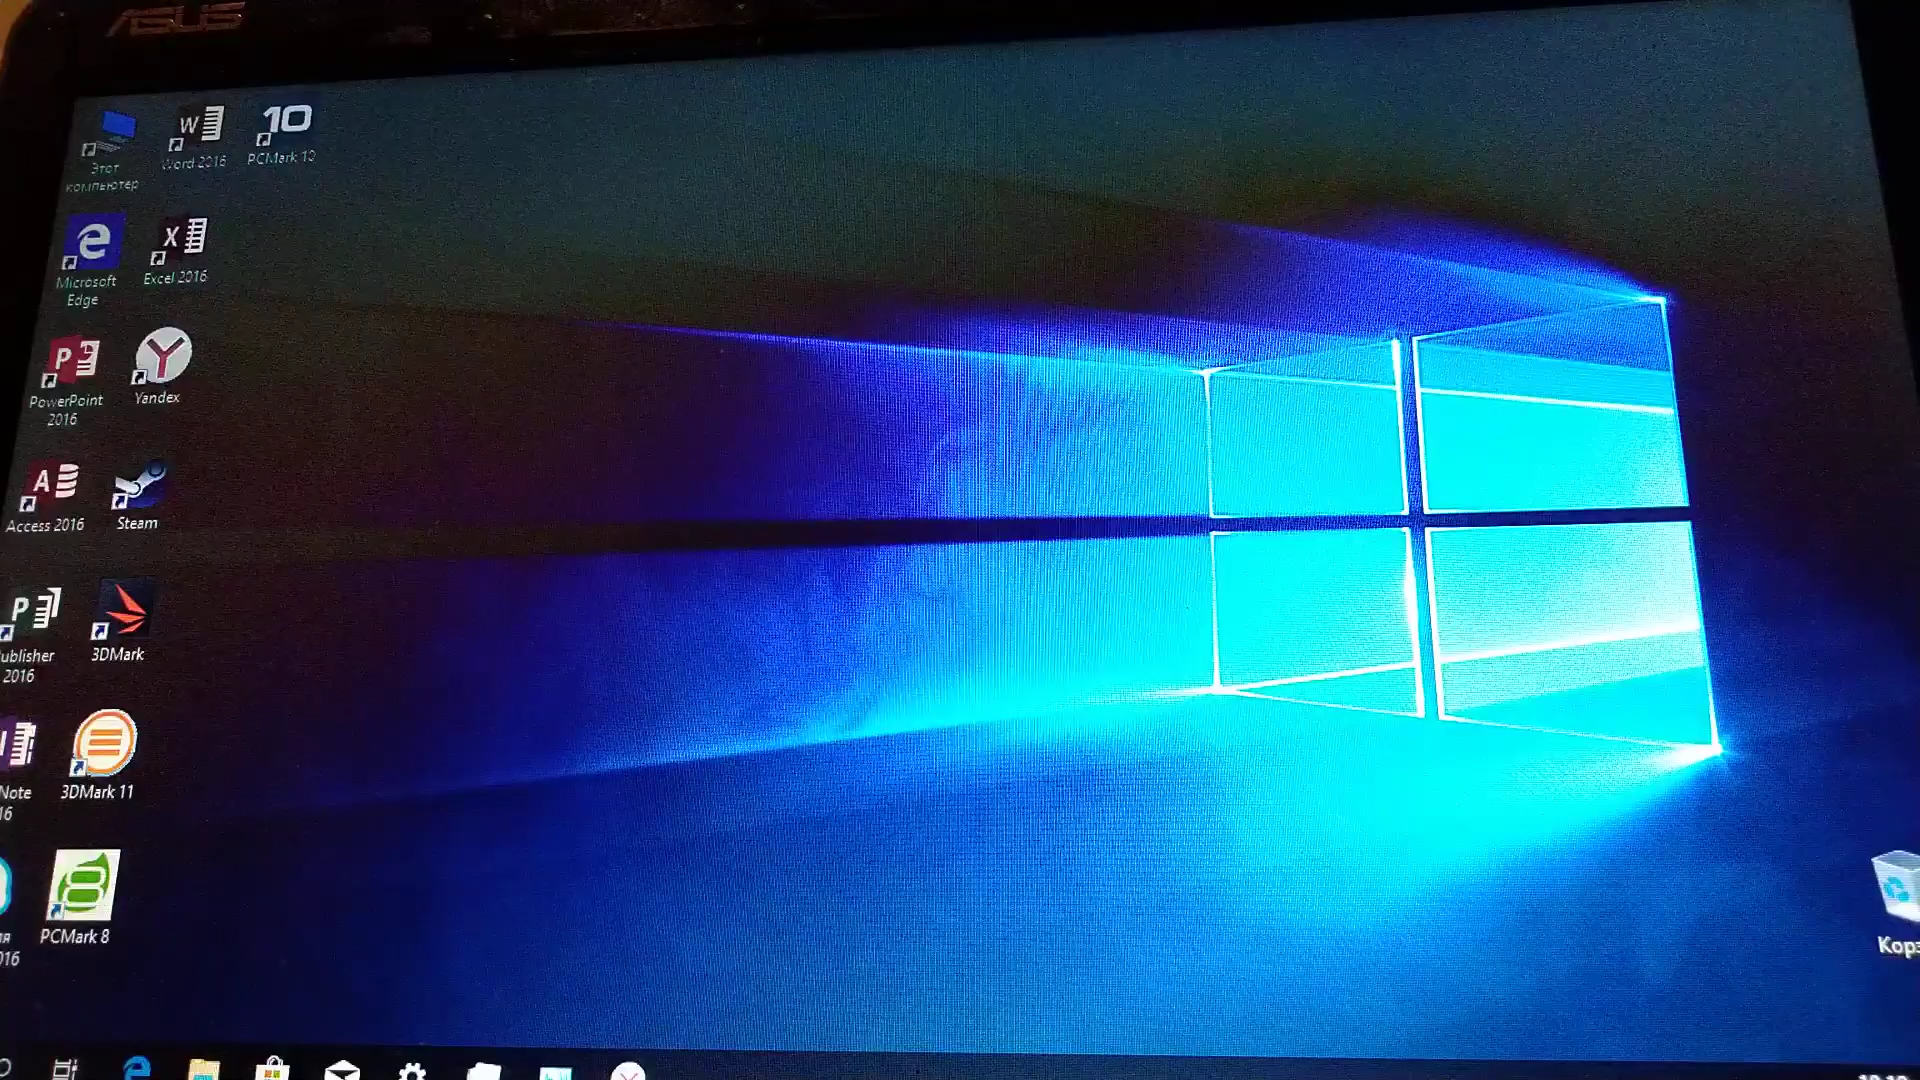 ASUS
Этот
компьютер
Word 2016
PCMark 10
Microsoft
Edge
Excel 2016
PowerPoint
2016
Yandex
Access 2016
Steam
ublisher
2016
3DMark
Note
16
3DMark 11
PCMark 8
016
Корз